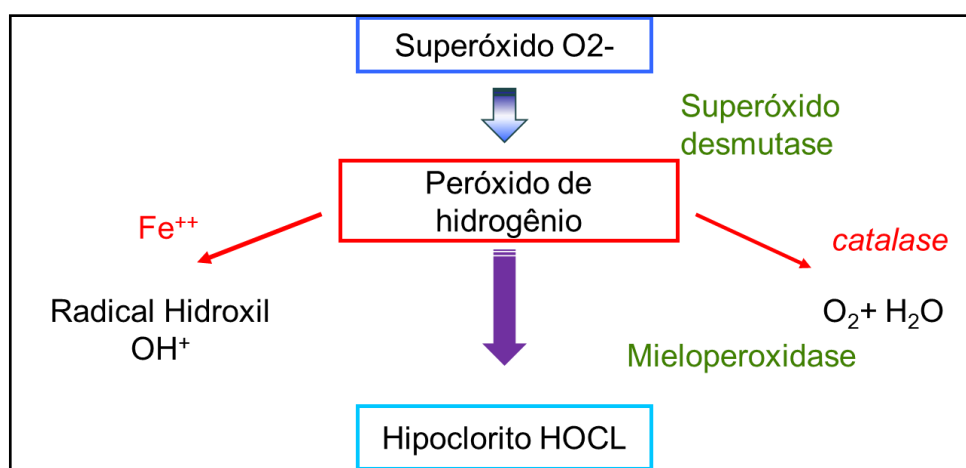 Superóxido O2-
Superóxido
desmutase
Peróxido de
hidrogênio
Fe⁺⁺
catalase
Radical Hidroxil
OH⁺
O₂+ H₂O
Mieloperoxidase
Hipoclorito HOCL